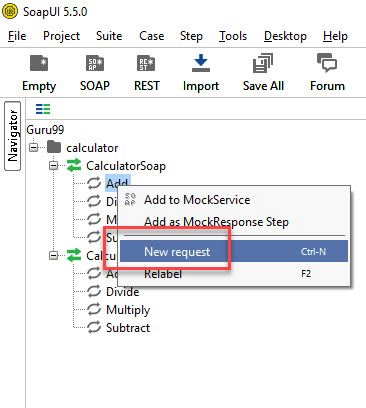 SoapUI 5.5.0
File Project Suite Case Step Tools Desktop Help
Empty SOAP REST Import Save All Forum
Navigator
Guru99
calculator
CalculatorSoap
Add
Di
M
Su
Add to MockService
Add as MockResponse Step
New request Ctrl-N
Relabel F2
Calcu
Ad
Divide
Multiply
Subtract